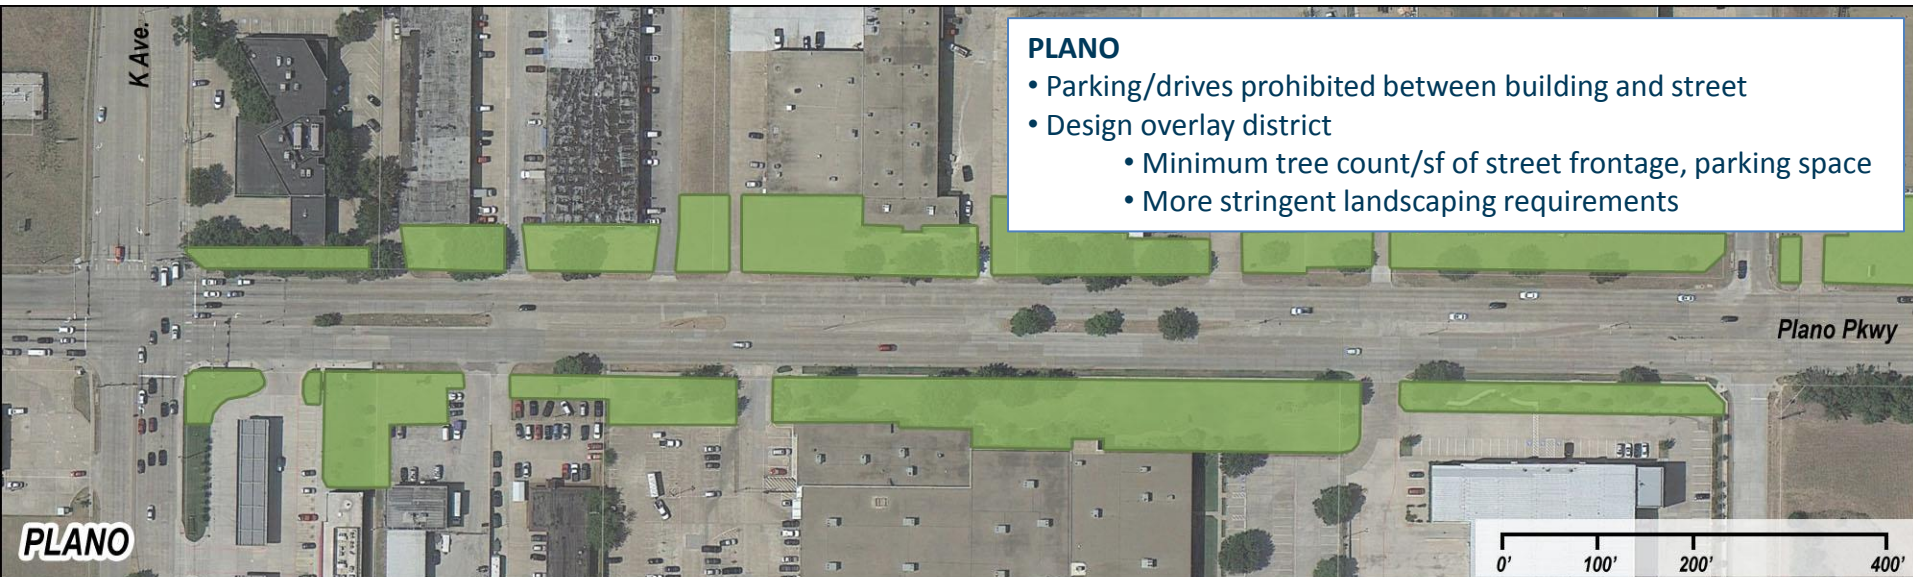 K Ave.
PLANO
• Parking/drives prohibited between building and street
• Design overlay district
• Minimum tree count/sf of street frontage, parking space
• More stringent landscaping requirements
Plano Pkwy
PLANO
0' 100' 200' 400'